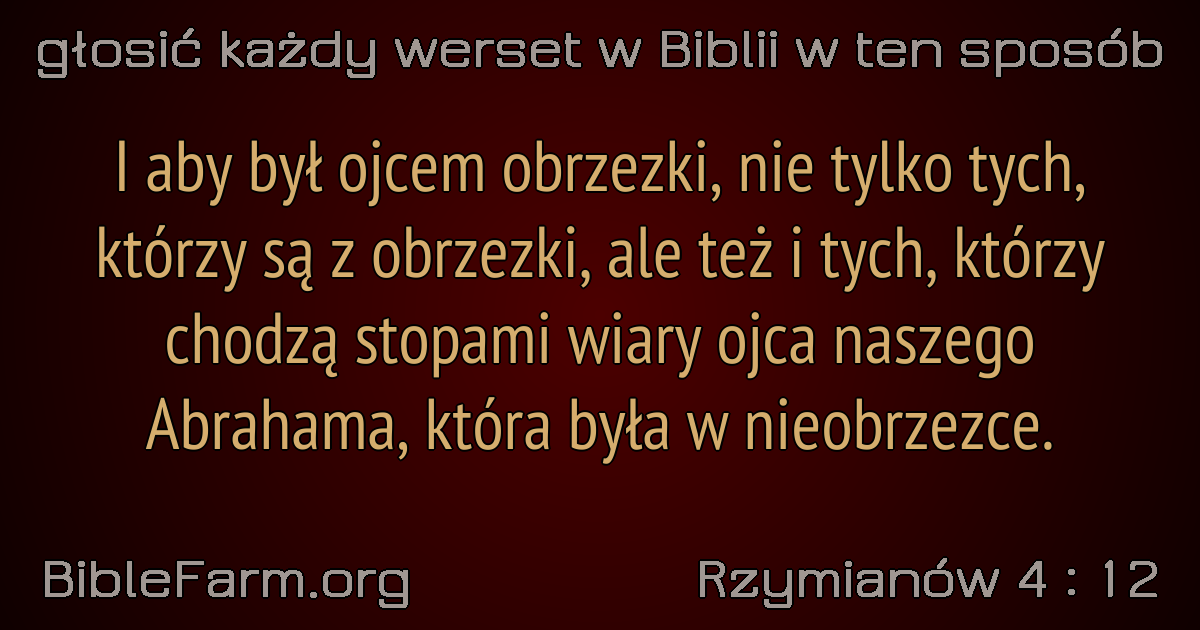 głosić każdy werset w Biblii w ten sposób
I aby był ojcem obrzezki, nie tylko tych,
którzy są z obrzezki, ale też i tych, którzy
chodzą stopami wiary ojca naszego
Abrahama, która była w nieobrzezce.
BibleFarm.org
Rzymianów 4 : 12